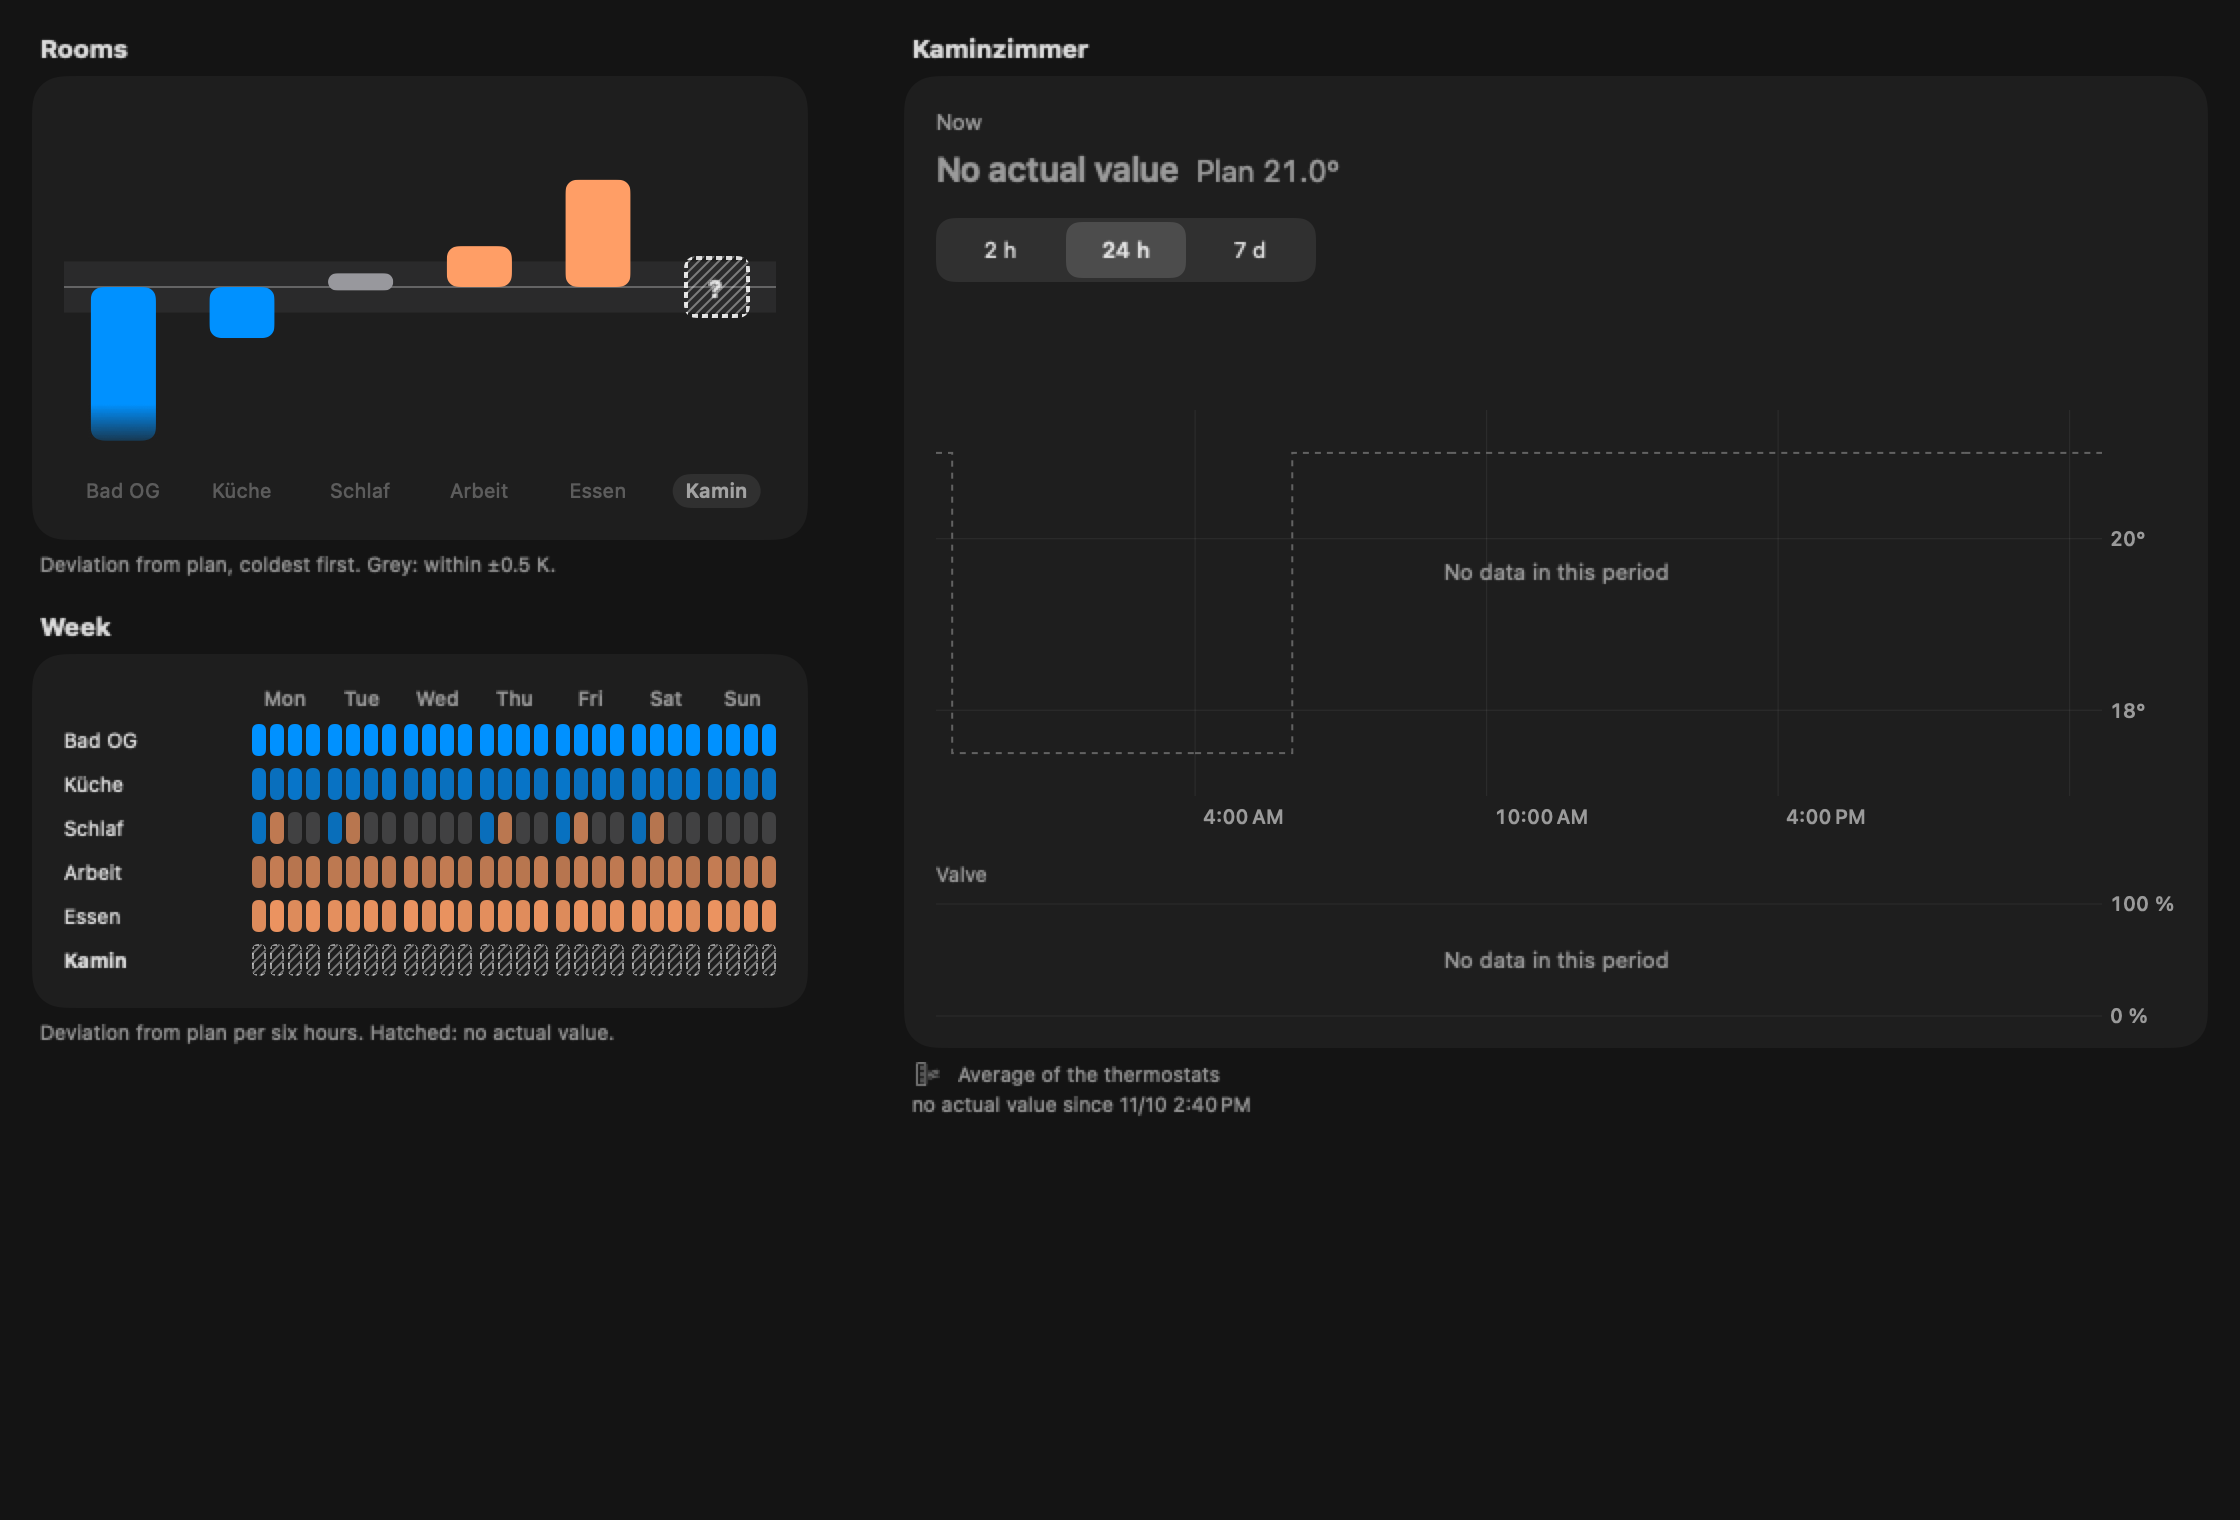 Rooms
?
Bad OG Küche Schlaf Arbeit Essen Kamin
Deviation from plan, coldest first. Grey: within ±0.5 K.
Week
Mon Tue Wed Thu Fri Sat Sun
Bad OG
Küche
Schlaf
Arbeit
Essen
Kamin
Deviation from plan per six hours. Hatched: no actual value.
Kaminzimmer
Now
No actual value Plan 21.0°
2 h 24 h 7 d
20°
No data in this period
18°
4:00 AM 10:00 AM 4:00 PM
Valve
100 %
No data in this period
0 %
Average of the thermostats
no actual value since 11/10 2:40 PM